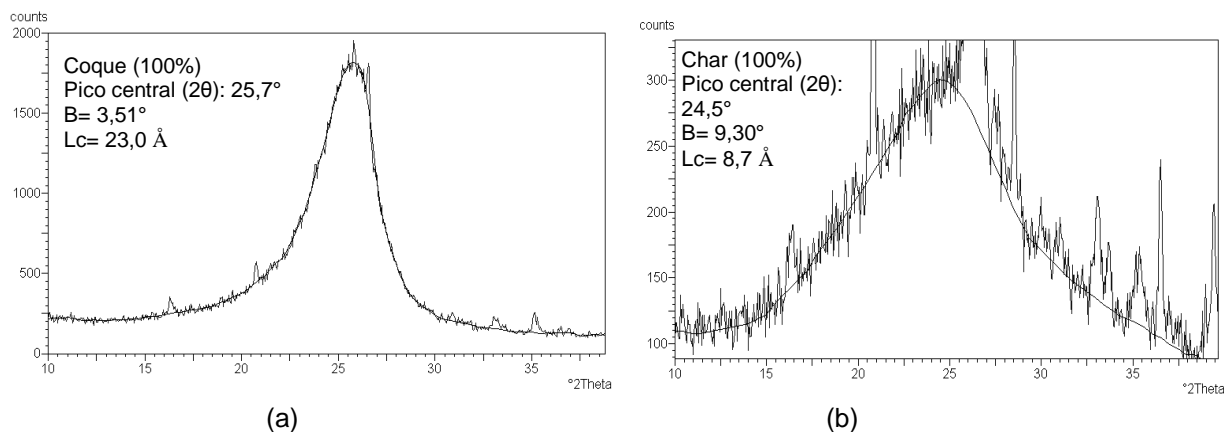 counts
2000
1500
1000
500
0
10
15
20
25
30
35
°2Theta
Coque (100%)
Pico central (2θ): 25,7°
B= 3,51°
Lc= 23,0 Å
(a)
counts
300
250
200
150
100
10
15
20
25
30
35
°2Theta
Char (100%)
Pico central (2θ):
24,5°
B= 9,30°
Lc= 8,7 Å
(b)